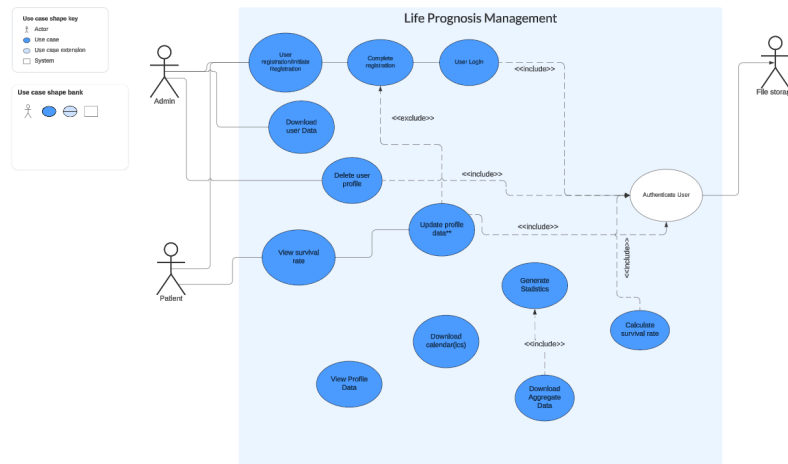 Life Prognosis Management
Use case shape key
Actor
Use case
Use case extension
System
Use case shape bank
Admin
Patient
File storag
User
registration/Initiate
Registration
Complete
registration
User Login
<<include>>
<<exclude>>
Download
user Data
Delete user
profile
<<include>>
Authenticate User
Update profile
data**
<<include>>
View survival
rate
<<include>>
Generate
Statistics
Calculate
survival rate
Download
calendar(ics)
<<include>>
View Profile
Data
Download
Aggregate
Data